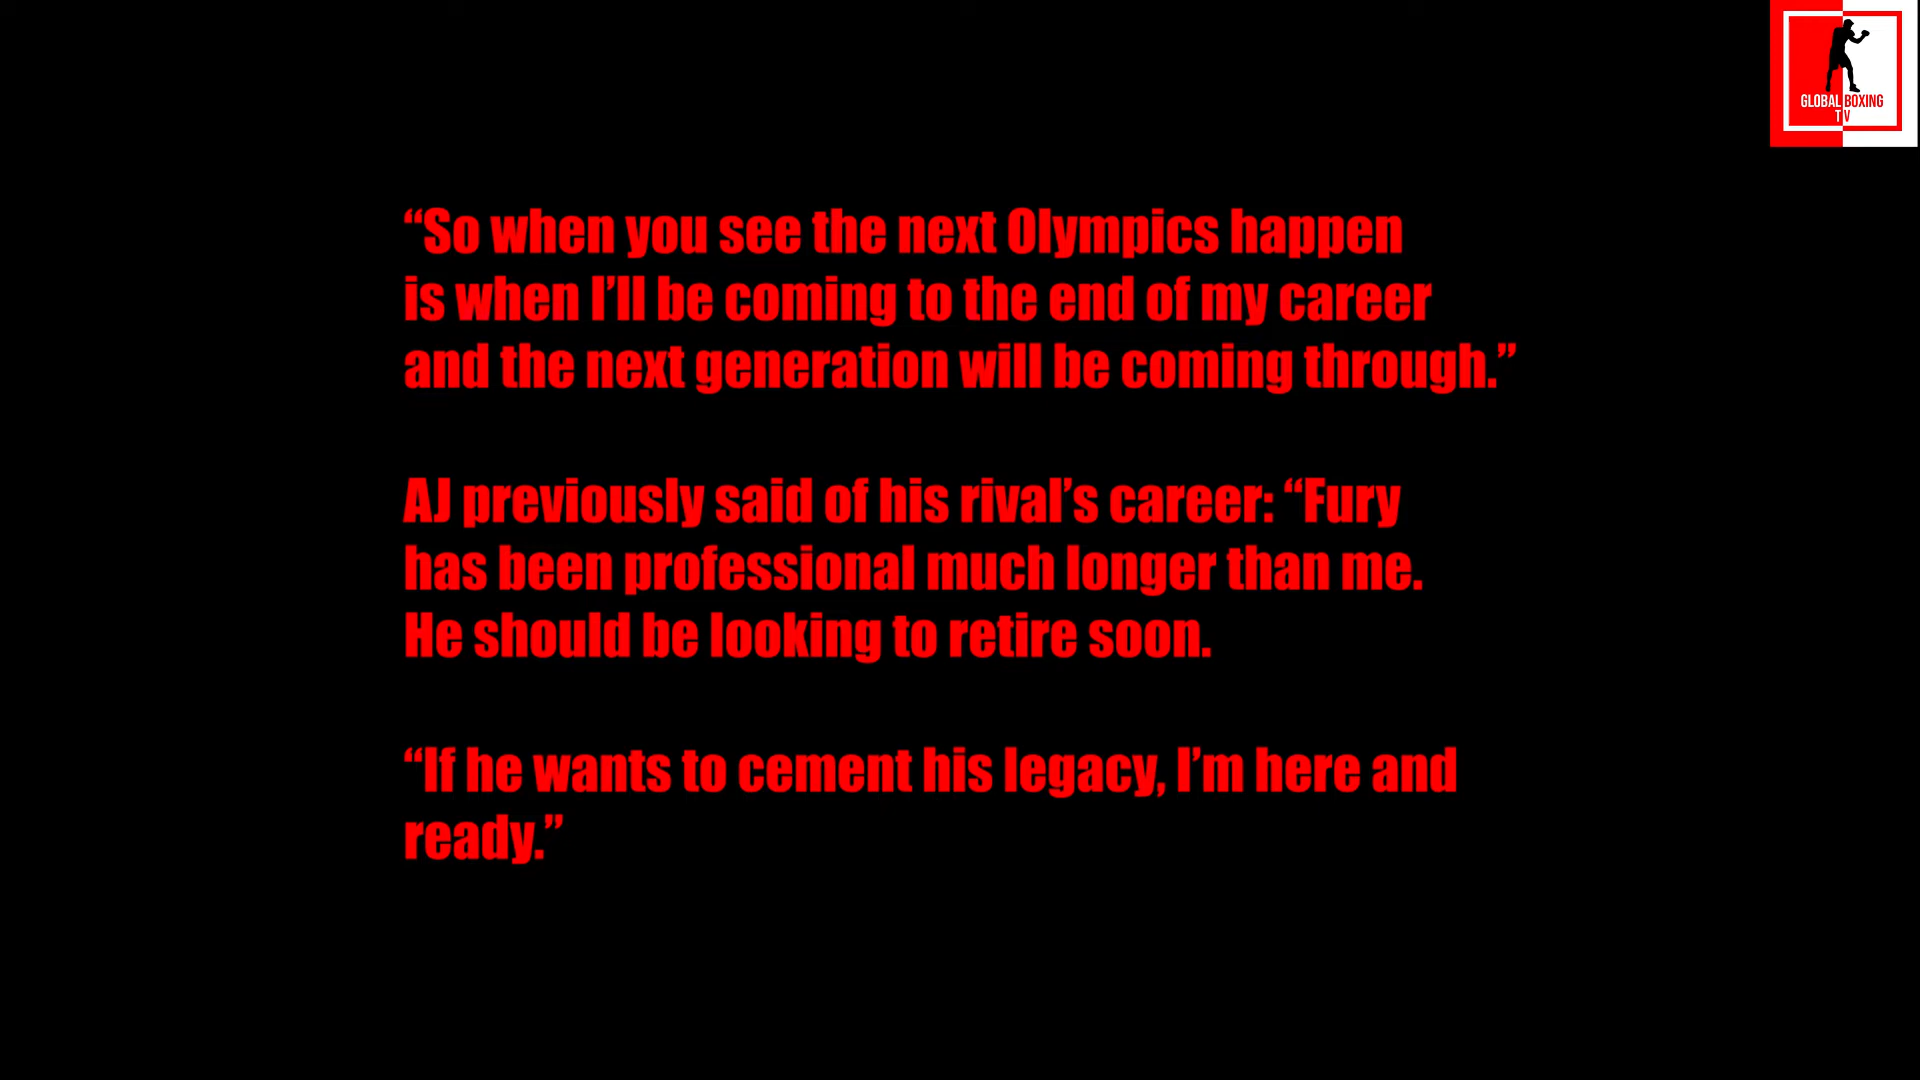 GLOBAL BOXING
TV
“So when you see the next Olympics happen
is when I’ll be coming to the end of my career
and the next generation will be coming through.”
AJ previously said of his rival’s career: “Fury
has been professional much longer than me.
He should be looking to retire soon.
“If he wants to cement his legacy, I’m here and
ready.”